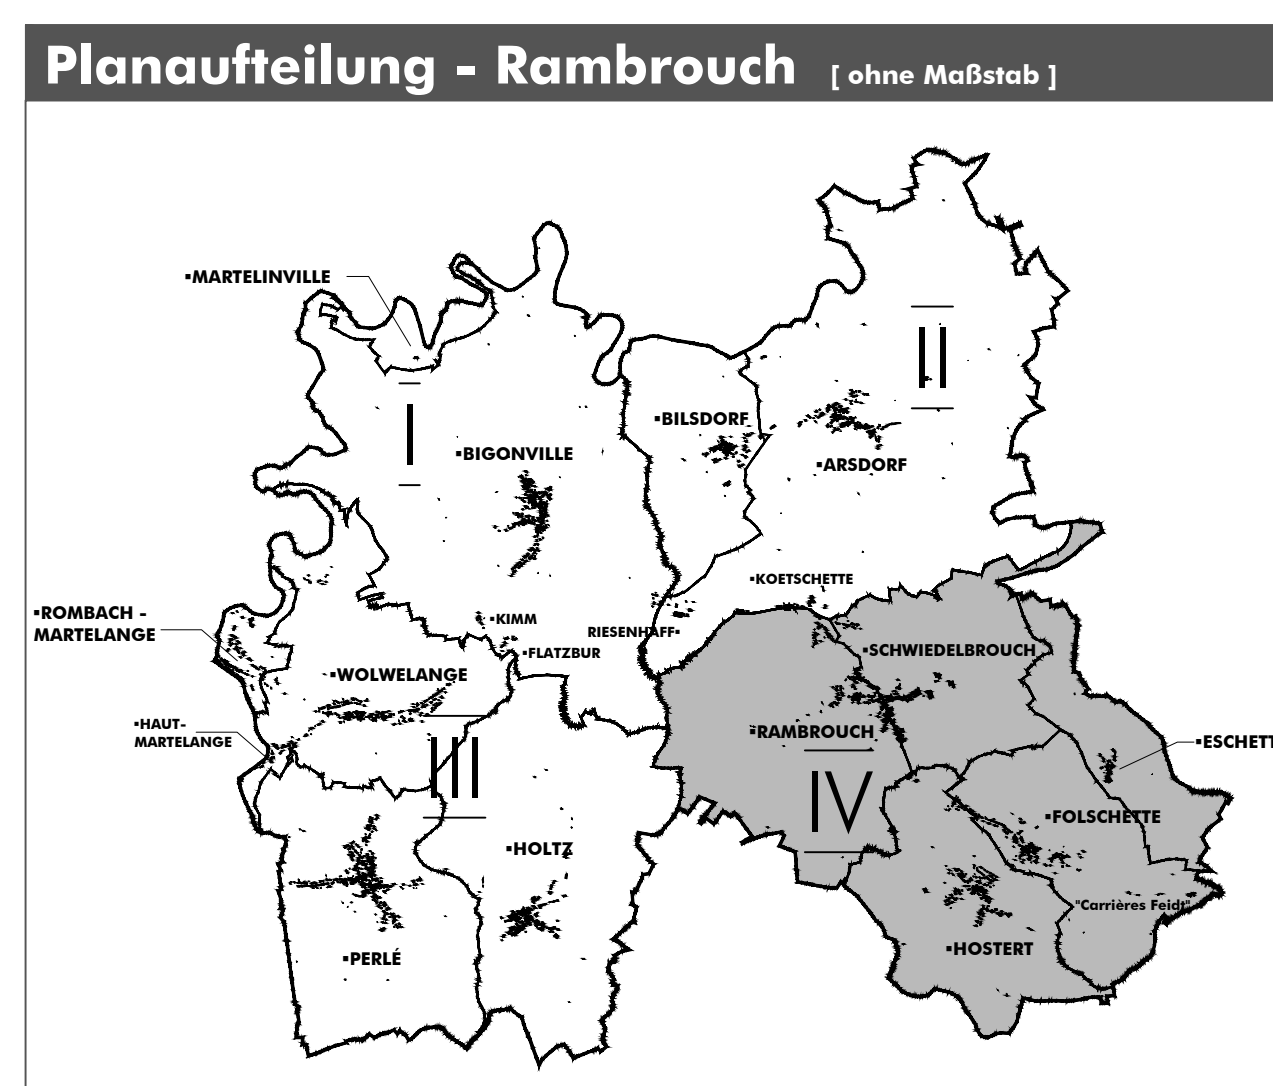 Planaufteilung - Rambrouch [ ohne Maßstab ]
▪MARTELINVILLE
II
I
▪BILSDORF
▪BIGONVILLE
▪ARSDORF
▪KOETSCHETTE
▪ROMBACH -
MARTELANGE
▪KIMM
RIESENHAFF▪
▪FLATZBUR
▪SCHWIEDELBROUCH
▪WOLWELANGE
▪HAUT-
MARTELANGE
▪RAMBROUCH
▪ESCHETT
III
IV
▪FOLSCHETTE
▪HOLTZ
"Carrières Feidt"
▪HOSTERT
▪PERLÉ